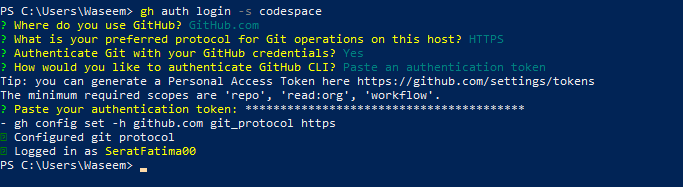 PS C:\Users\Waseem> gh auth login -s codespace
? Where do you use GitHub? GitHub.com
? What is your preferred protocol for Git operations on this host? HTTPS
? Authenticate Git with your GitHub credentials? Yes
? How would you like to authenticate GitHub CLI? Paste an authentication token
Tip: you can generate a Personal Access Token here https://github.com/settings/tokens
The minimum required scopes are 'repo', 'read:org', 'workflow'.
? Paste your authentication token: ****************************************
- gh config set -h github.com git_protocol https
Configured git protocol
Logged in as SeratFatima00
PS C:\Users\Waseem>